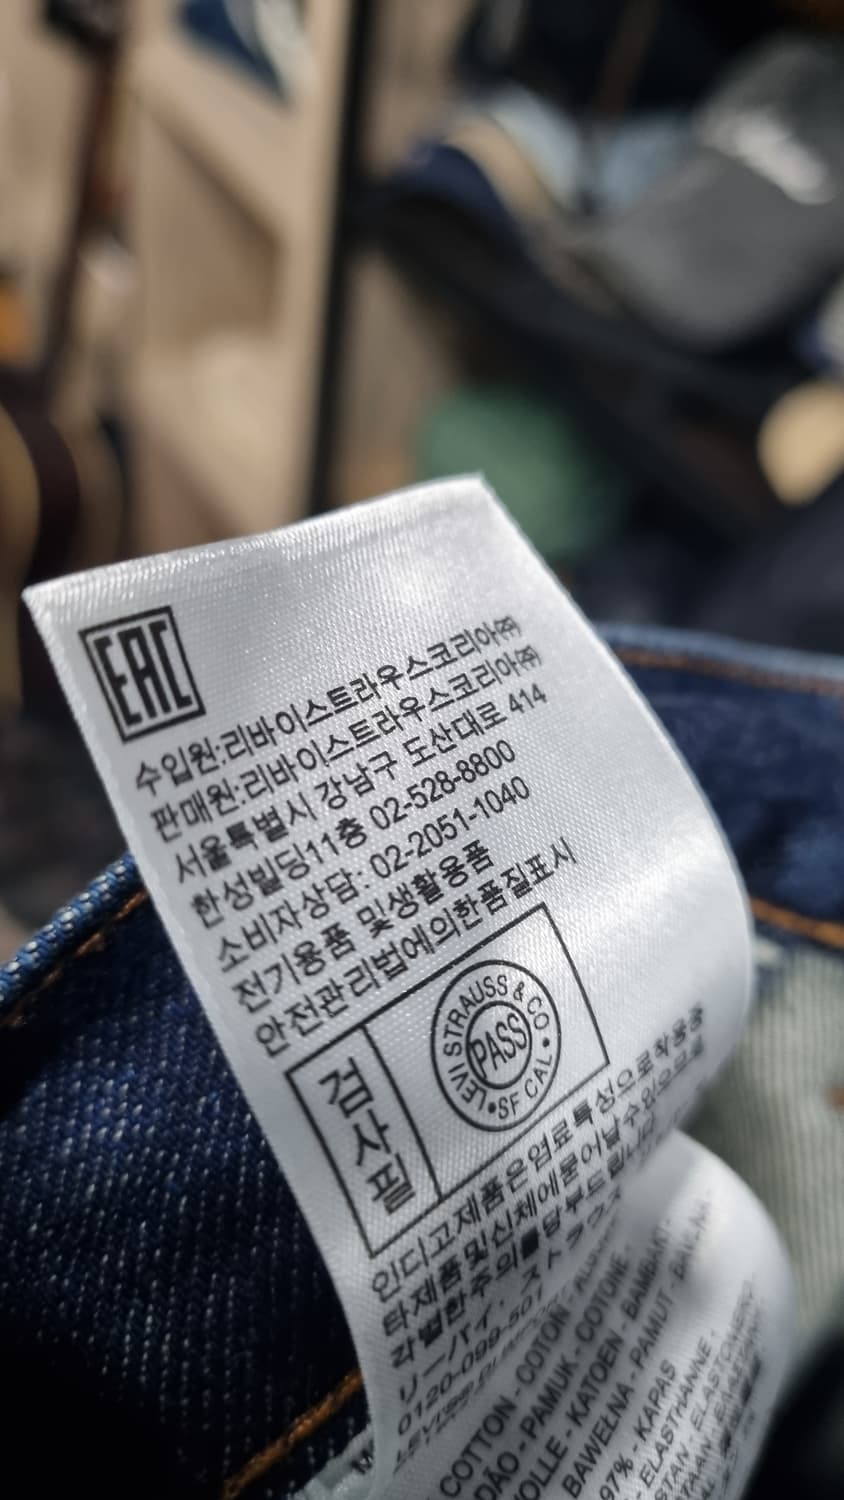 EAC
수입원:리바이스트라우스코리아(주)
판매원:리바이스트라우스코리아(주)
서울특별시 강남구 도산대로 414
한성빌딩11층 02-528-8800
소비자상담: 02-2051-1040
전기용품 및생활용품
안전관리법에의한품질표시
검사필
LEVI STRAUSS & CO
PASS
•SF CAL•
인디고제품은염료특성으로착용중
타제품및신체에묻어날수있으므로
각별한주의를당부드립니다
リーバイ・ストラウス
0120-099-501
COTTON - COTON -
PAMUK - COTONE -
KATOEN - BAMBAK -
BAWEŁNA - PAMUT -
97% - KAPAS
ELASTHANNE -